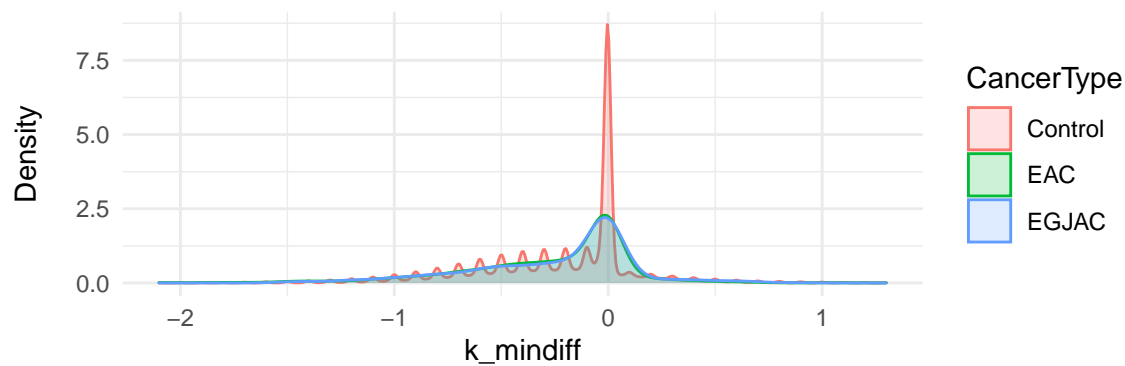 7.5
5.0
2.5
0.0
Density
−2
−1
0
1
k_mindiff
CancerType
Control
EAC
EGJAC